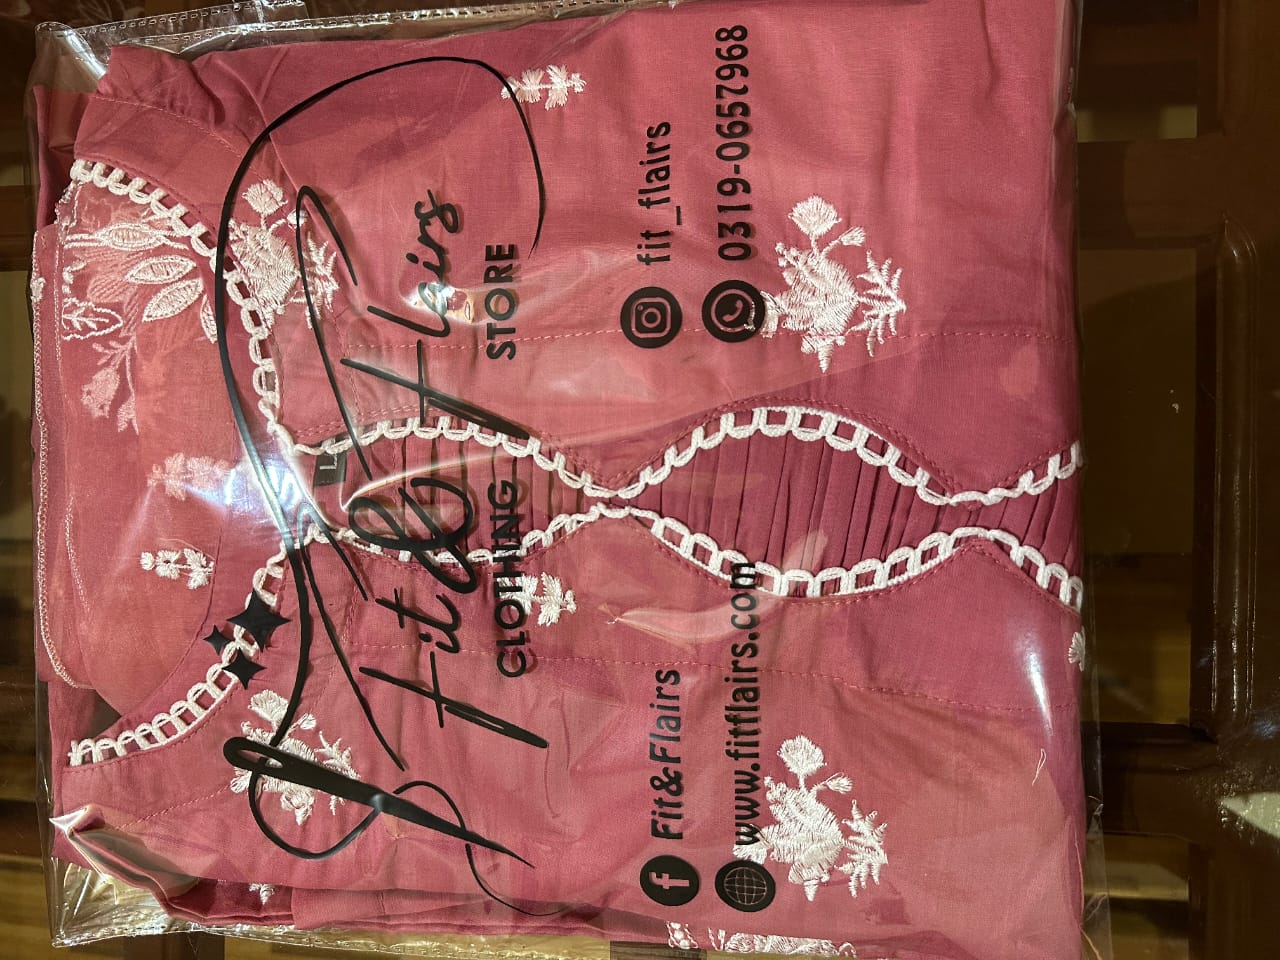 Fit & Flairs
CLOTHING STORE
Fit&Flairs
fit_flairs
www.fitflairs.com
0319-0657968